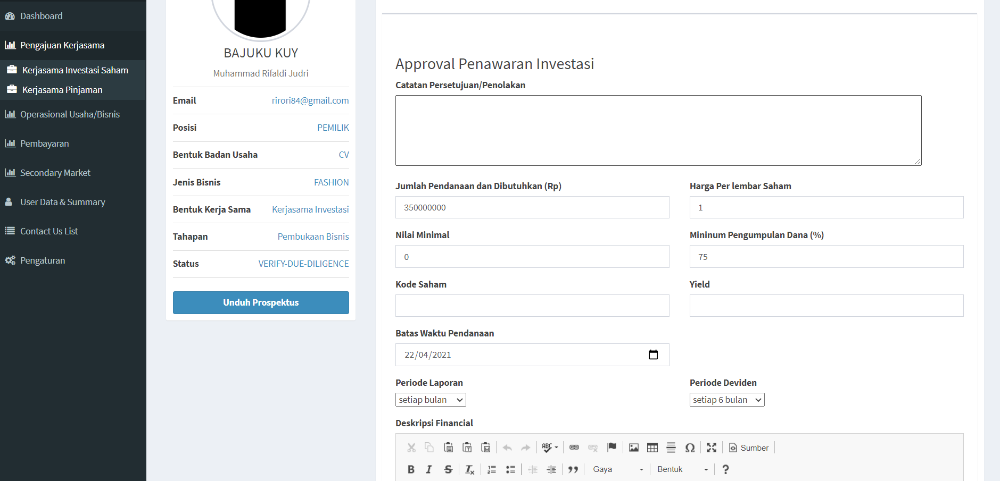 Dashboard
Pengajuan Kerjasama
Kerjasama Investasi Saham
Kerjasama Pinjaman
Operasional Usaha/Bisnis
Pembayaran
Secondary Market
User Data & Summary
Contact Us List
Pengaturan
BAJUKU KUY
Muhammad Rifaldi Judri
Email rirori84@gmail.com
Posisi PEMILIK
Bentuk Badan Usaha CV
Jenis Bisnis FASHION
Bentuk Kerja Sama Kerjasama Investasi
Tahapan Pembukaan Bisnis
Status VERIFY-DUE-DILIGENCE
Unduh Prospektus
Approval Penawaran Investasi
Catatan Persetujuan/Penolakan
Jumlah Pendanaan dan Dibutuhkan (Rp) Harga Per lembar Saham
350000000 1
Nilai Minimal Mininum Pengumpulan Dana (%)
0 75
Kode Saham Yield
Batas Waktu Pendanaan
22/04/2021
Periode Laporan Periode Deviden
setiap bulan setiap 6 bulan
Deskripsi Financial
ABC Ω Sumber
B I S Tx Gaya Bentuk ?